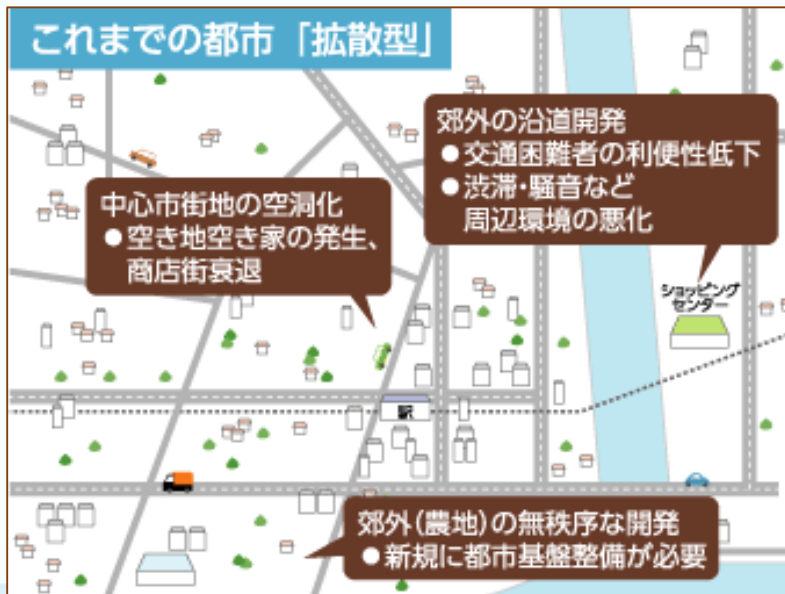 これまでの都市「拡散型」
郊外の沿道開発
●交通困難者の利便性低下
●渋滞・騒音など
周辺環境の悪化
中心市街地の空洞化
●空き地空き家の発生、
商店街衰退
ショッピング
センター
駅
郊外(農地)の無秩序な開発
●新規に都市基盤整備が必要